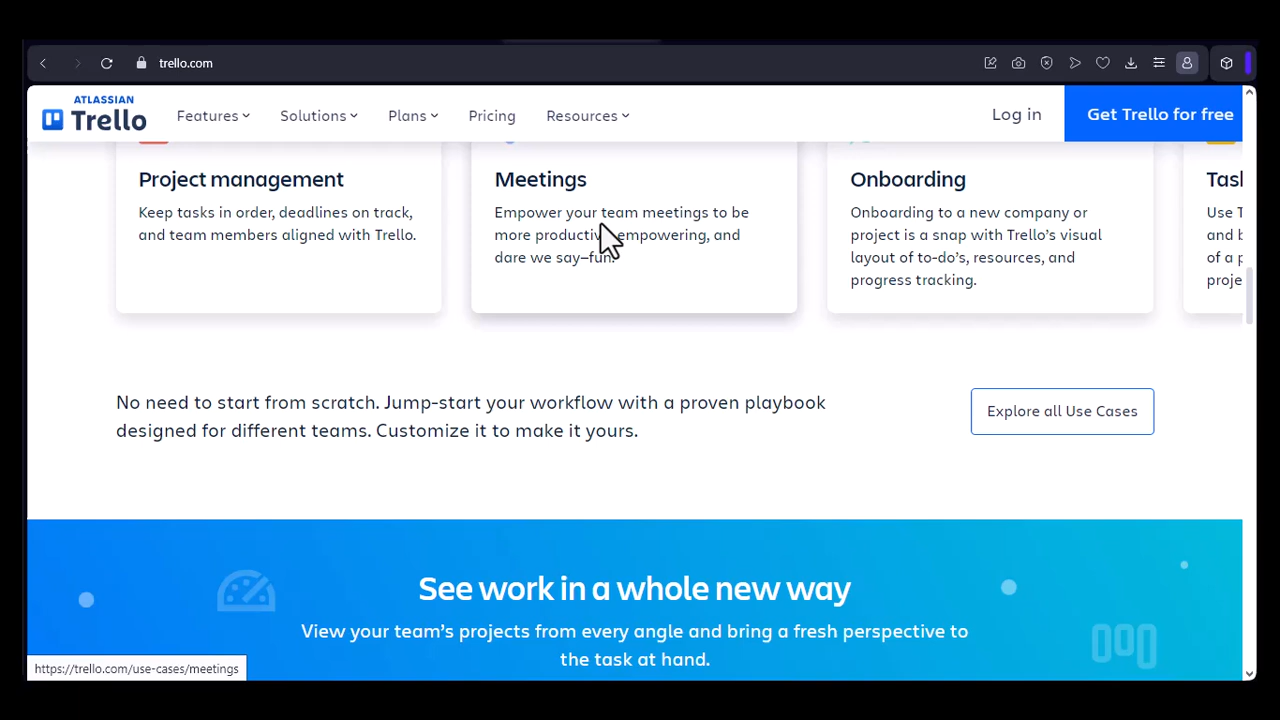 trello.com
ATLASSIAN
Trello
Features
Solutions
Plans
Pricing
Resources
Log in
Get Trello for free
Project management
Keep tasks in order, deadlines on track,
and team members aligned with Trello.
Meetings
Empower your team meetings to be
more productive, empowering, and
dare we say–fun.
Onboarding
Onboarding to a new company or
project is a snap with Trello’s visual
layout of to-do’s, resources, and
progress tracking.
Use T
of a p
No need to start from scratch. Jump-start your workflow with a proven playbook
designed for different teams. Customize it to make it yours.
Explore all Use Cases
See work in a whole new way
View your team’s projects from every angle and bring a fresh perspective to
the task at hand.
https://trello.com/use-cases/meetings